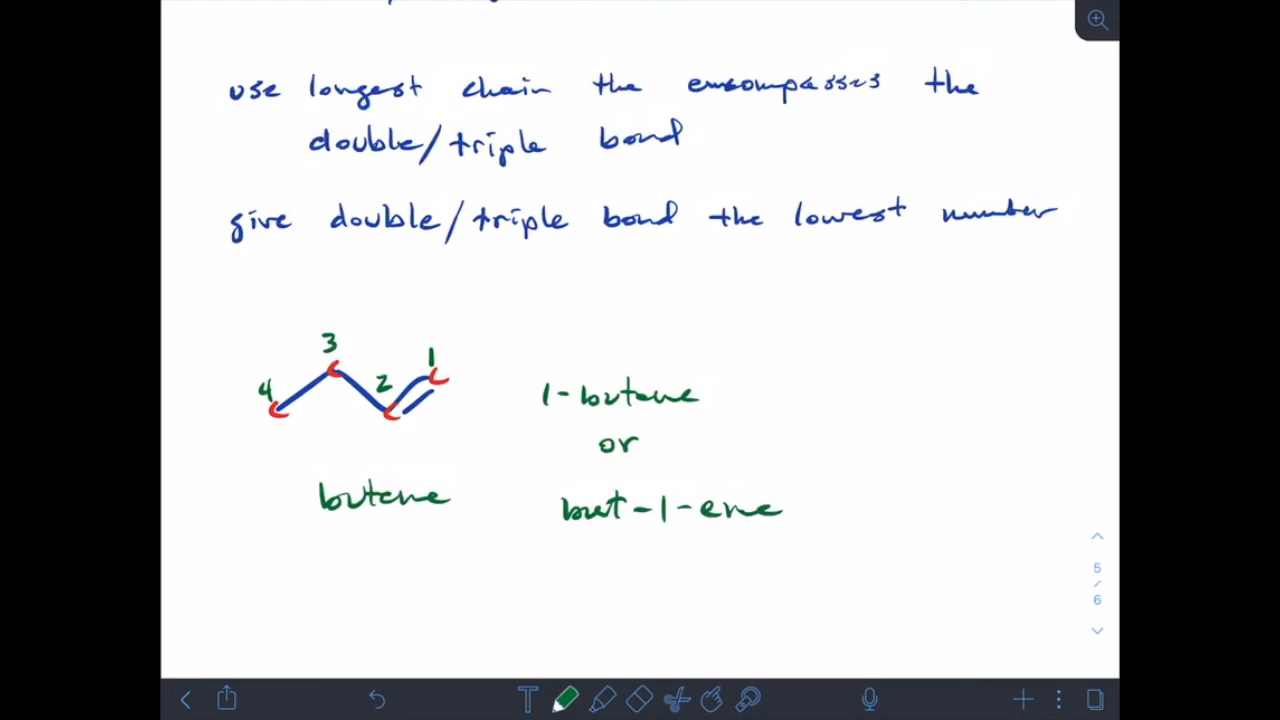 use longest chain the encompasses the
double/triple bond
give double/triple bond the lowest number
3
1
4
2
c
c
c
c
1-butene
or
butene
but-1-ene
5
/
6
T